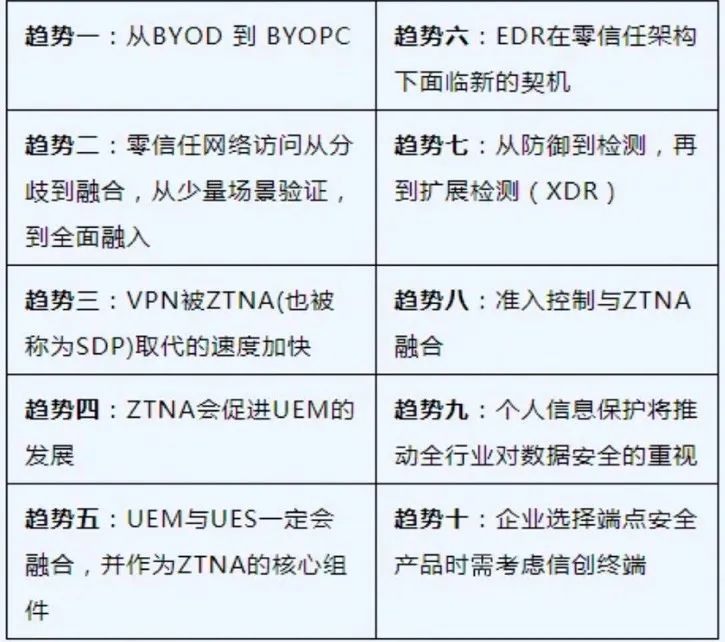 趋势一：从BYOD 到 BYOPC
趋势二：零信任网络访问从分
歧到融合，从少量场景验证，
到全面融入
趋势三：VPN被ZTNA(也被
称为SDP)取代的速度加快
趋势四：ZTNA会促进UEM的
发展
趋势五：UEM与UES一定会
融合，并作为ZTNA的核心组
件
趋势六：EDR在零信任架构
下面临新的契机
趋势七：从防御到检测，再
到扩展检测（XDR）
趋势八：准入控制与ZTNA
融合
趋势九：个人信息保护将推
动全行业对数据安全的重视
趋势十：企业选择端点安全
产品时需考虑信创终端